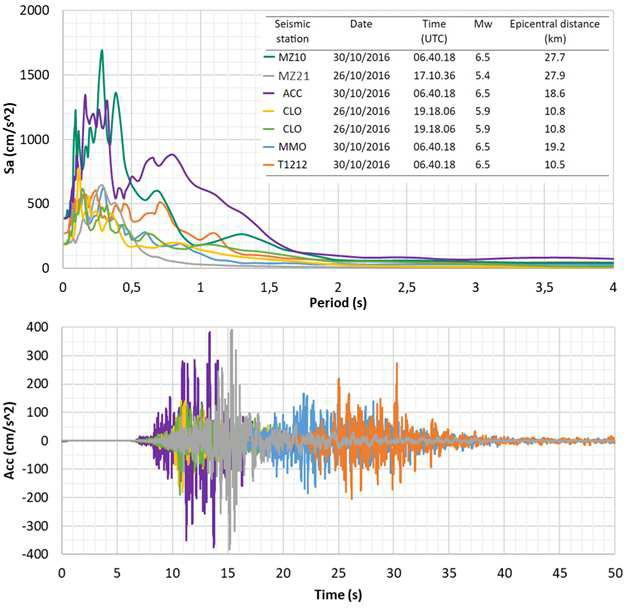 2000
1500
1000
500
0
Sa (cm/s^2)
Seismic station Date Time (UTC) Mw Epicentral distance (km)
MZ10 30/10/2016 06.40.18 6.5 27.7
MZ21 26/10/2016 17.10.36 5.4 27.9
ACC 30/10/2016 06.40.18 6.5 18.6
CLO 26/10/2016 19.18.06 5.9 10.8
CLO 26/10/2016 19.18.06 5.9 10.8
MMO 30/10/2016 06.40.18 6.5 19.2
T1212 30/10/2016 06.40.18 6.5 10.5
0 0,5 1 1,5 2 2,5 3 3,5 4
Period (s)
400
300
200
100
0
-100
-200
-300
-400
Acc (cm/s^2)
0 5 10 15 20 25 30 35 40 45 50
Time (s)